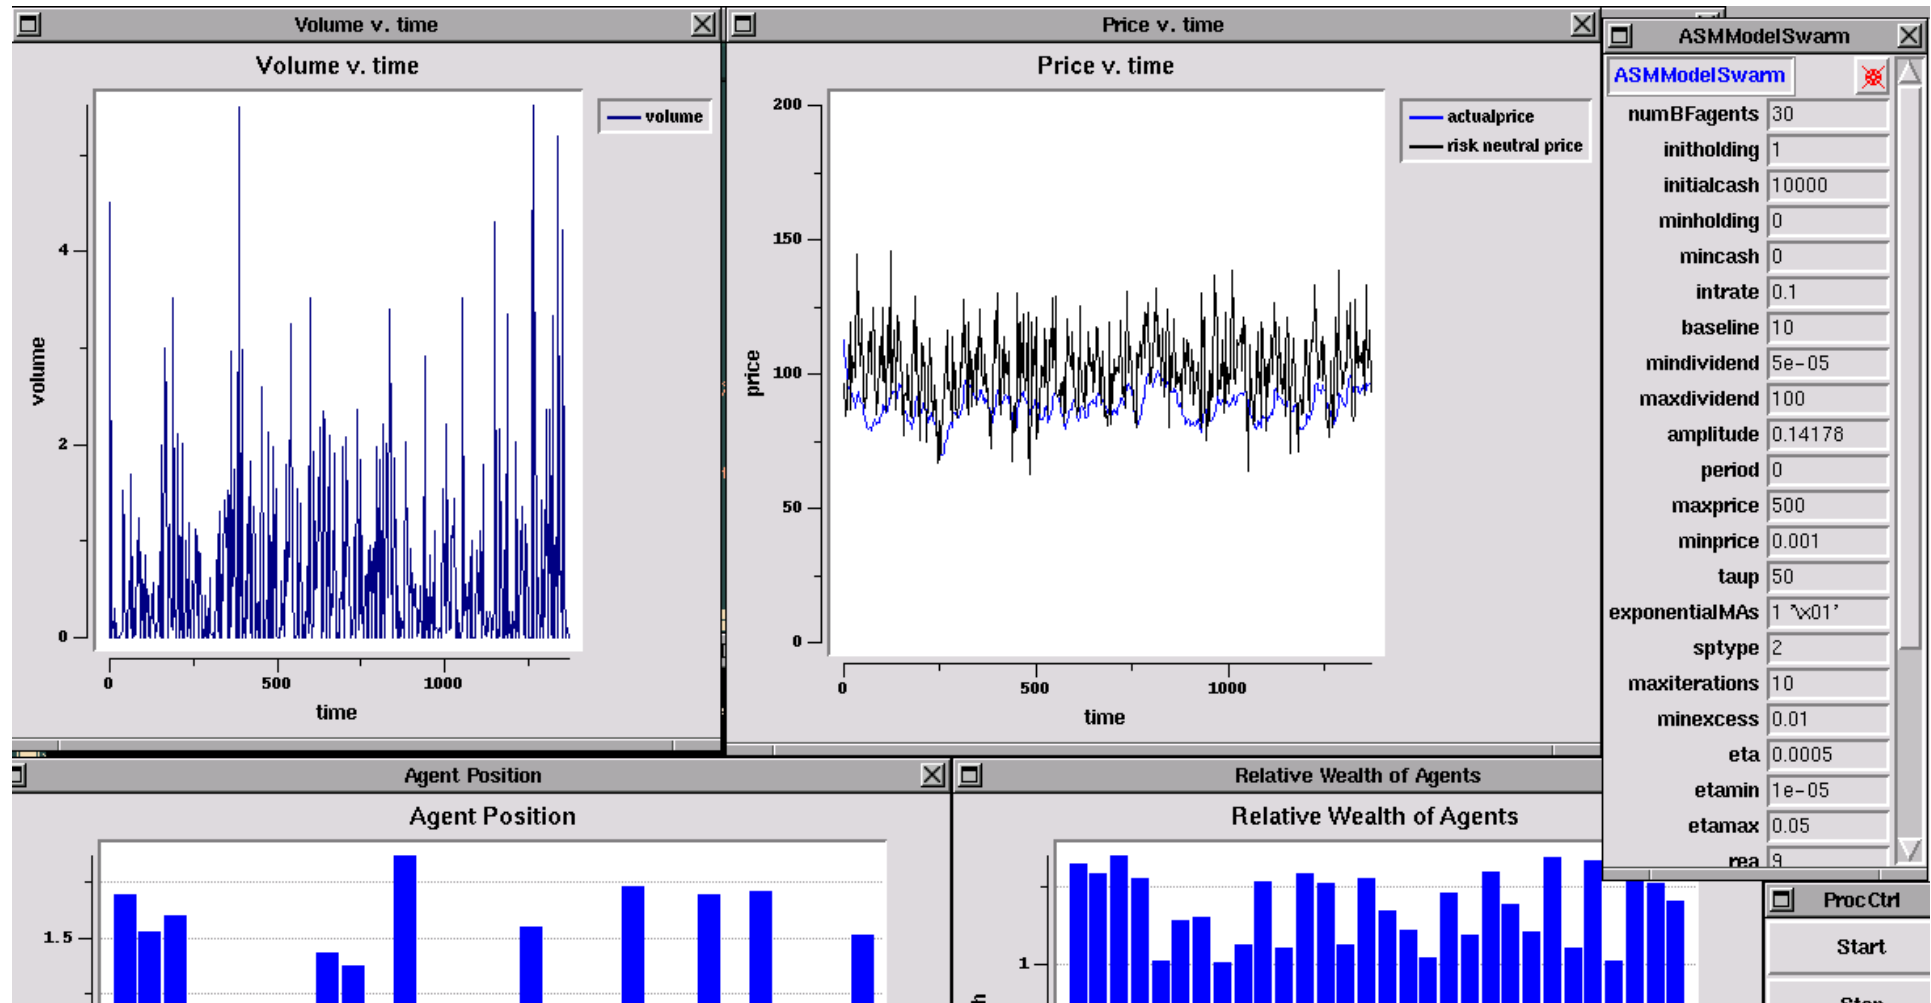 Volume v. time
Volume v. time
volume
4
2
0
volume
0 500 1000
time
Price v. time
Price v. time
200
150
100
50
0
price
actualprice
risk neutral price
0 500 1000
time
ASMModelSwarm
ASMModelSwarm
numBFagents 30
initholding 1
initialcash 10000
minholding 0
mincash 0
intrate 0.1
baseline 10
mindividend 5e-05
maxdividend 100
amplitude 0.14178
period 0
maxprice 500
minprice 0.001
taup 50
exponentialMAs 1 '\x01'
sptype 2
maxiterations 10
minexcess 0.01
eta 0.0005
etamin 1e-05
etamax 0.05
rea 9
Agent Position
Agent Position
1.5
Relative Wealth of Agents
Relative Wealth of Agents
1
ProcCtrl
Start
Stop